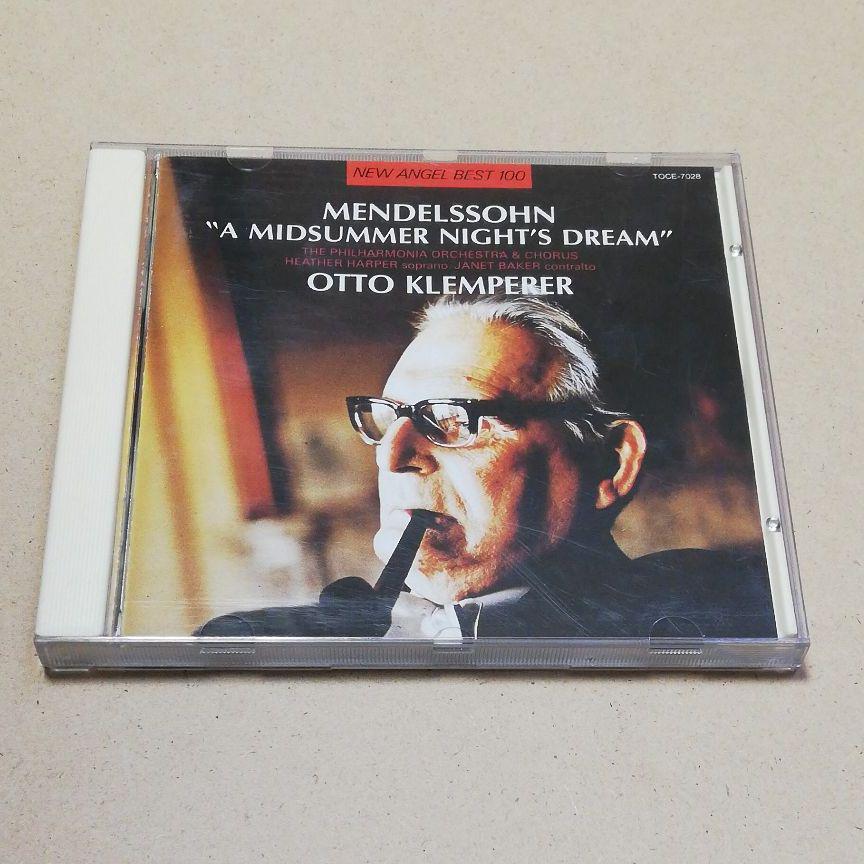 NEW ANGEL BEST 100
TOCE-7028
MENDELSSOHN
"A MIDSUMMER NIGHT'S DREAM"
THE PHILHARMONIA ORCHESTRA & CHORUS
HEATHER HARPER soprano JANET BAKER contralto
OTTO KLEMPERER